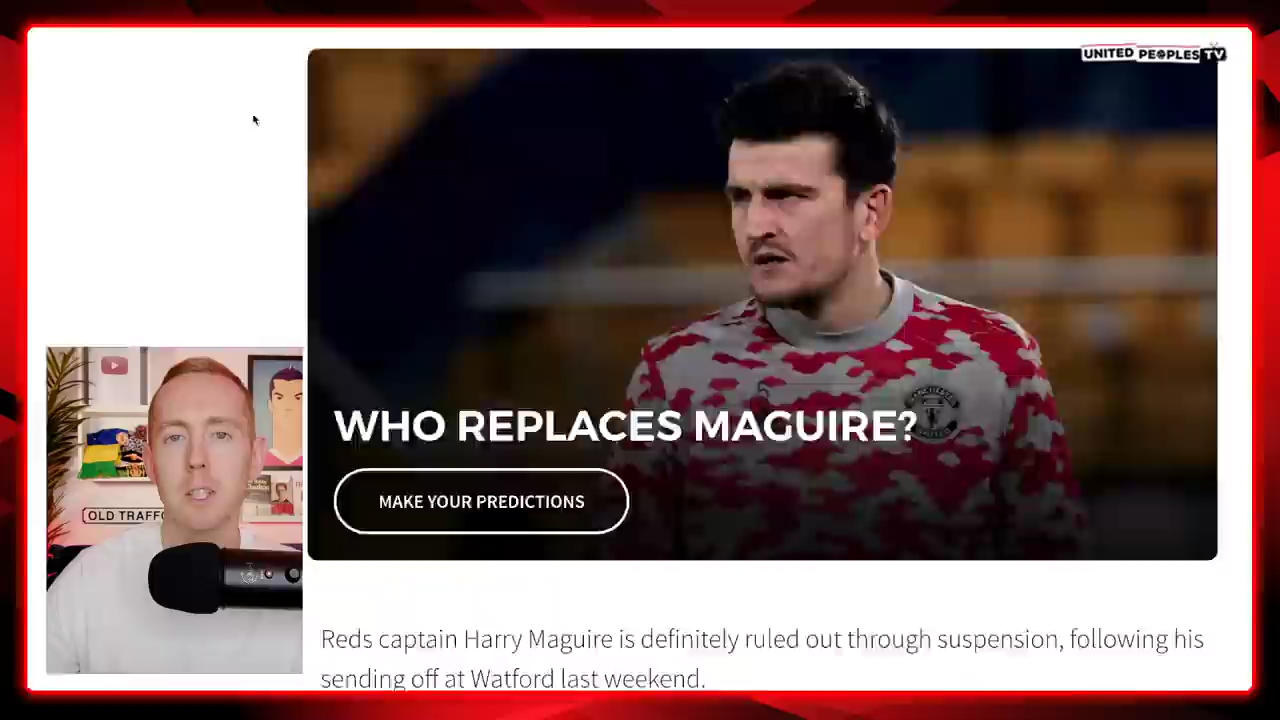 UNITED PEOPLES TV
WHO REPLACES MAGUIRE?
MAKE YOUR PREDICTIONS
OLD TRAFFO
Reds captain Harry Maguire is definitely ruled out through suspension, following his
sending off at Watford last weekend.